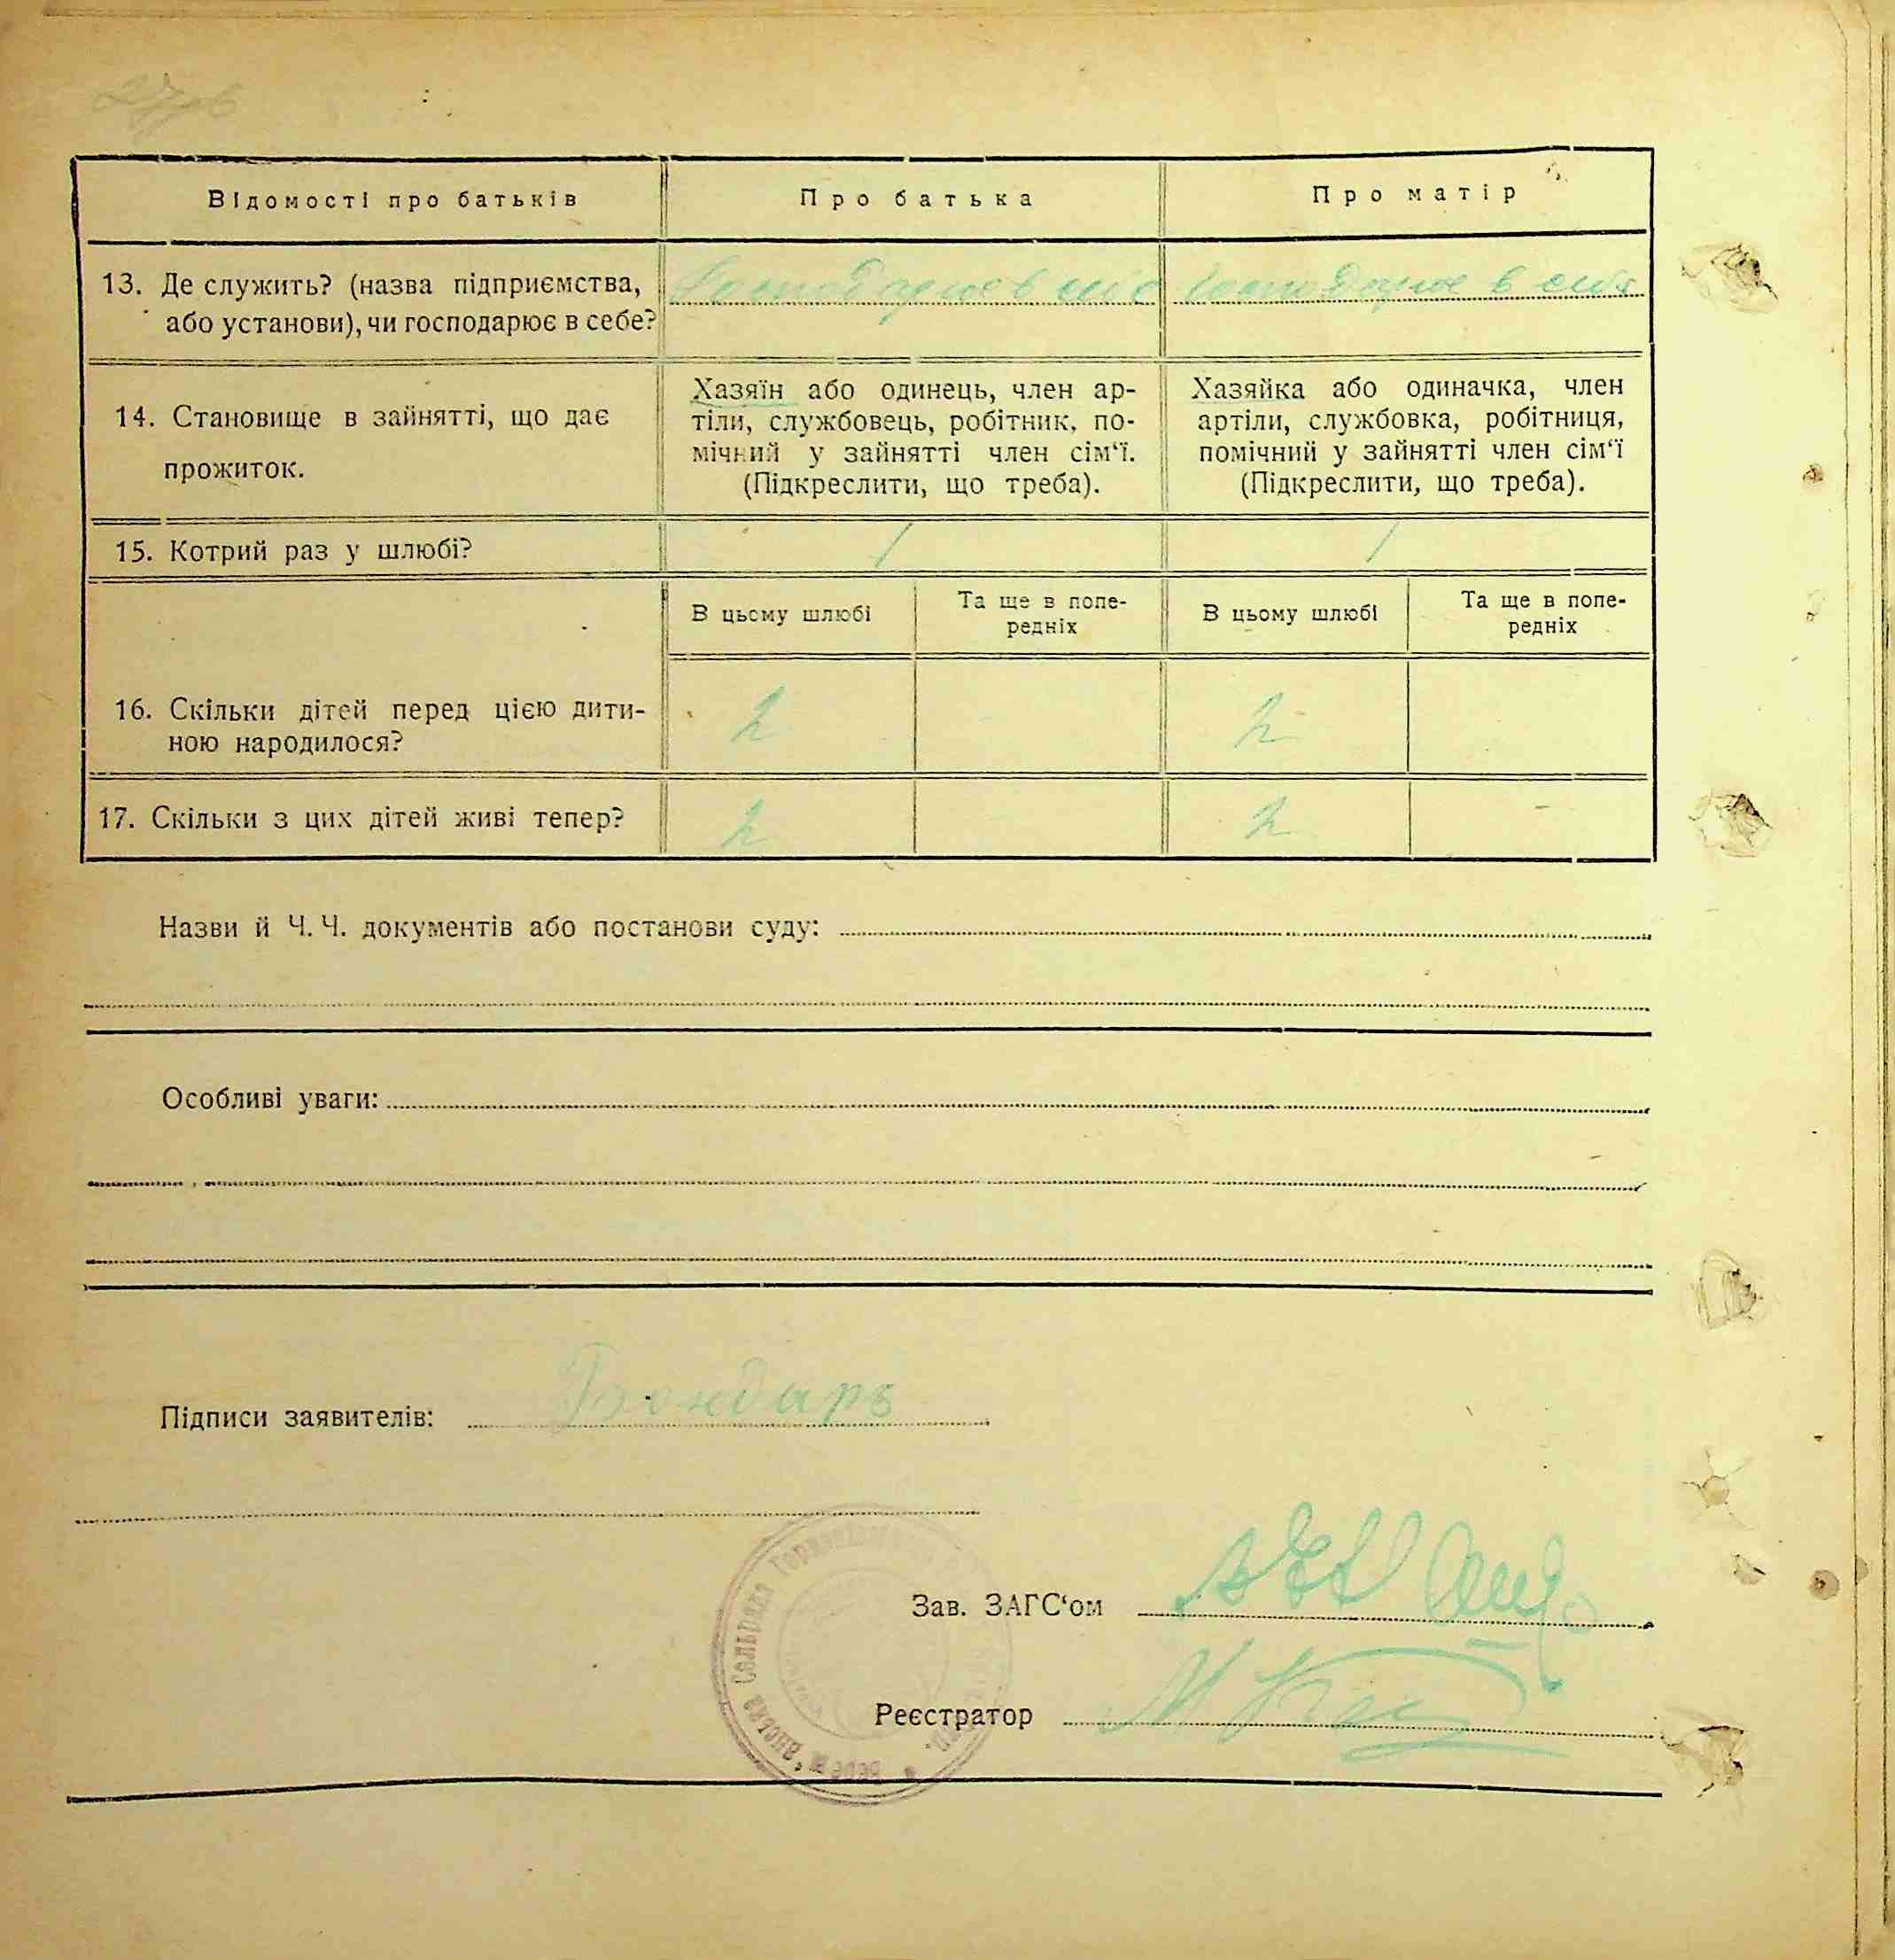 27рб
Відомості про батьків Про батька Про матір
13. Де служить? (назва підприємства, Господарює в себе Господарює в себе
або установи), чи господарює в себе?
14. Становище в зайнятті, що дає
прожиток.
Хазяїн або одинець, член ар-
тіли, службовець, робітник, по-
мічний у зайнятті член сім‘ї.
(Підкреслити, що треба).
Хазяйка або одиначка, член
артіли, службовка, робітниця,
помічний у зайнятті член сім‘ї
(Підкреслити, що треба).
15. Котрий раз у шлюбі? 1 1
В цьому шлюбі
Та ще в попе-
редніх
В цьому шлюбі
Та ще в попе-
редніх
16. Скільки дітей перед цією дити-
ною народилося? 2 2
17. Скільки з цих дітей живі тепер? 2 2 -
Назви й Ч. Ч. документів або постанови суду:
Особливі уваги:
Підписи заявителів: Бондарь
Зав. ЗАГС‘ом
Реєстратор
Сельрада